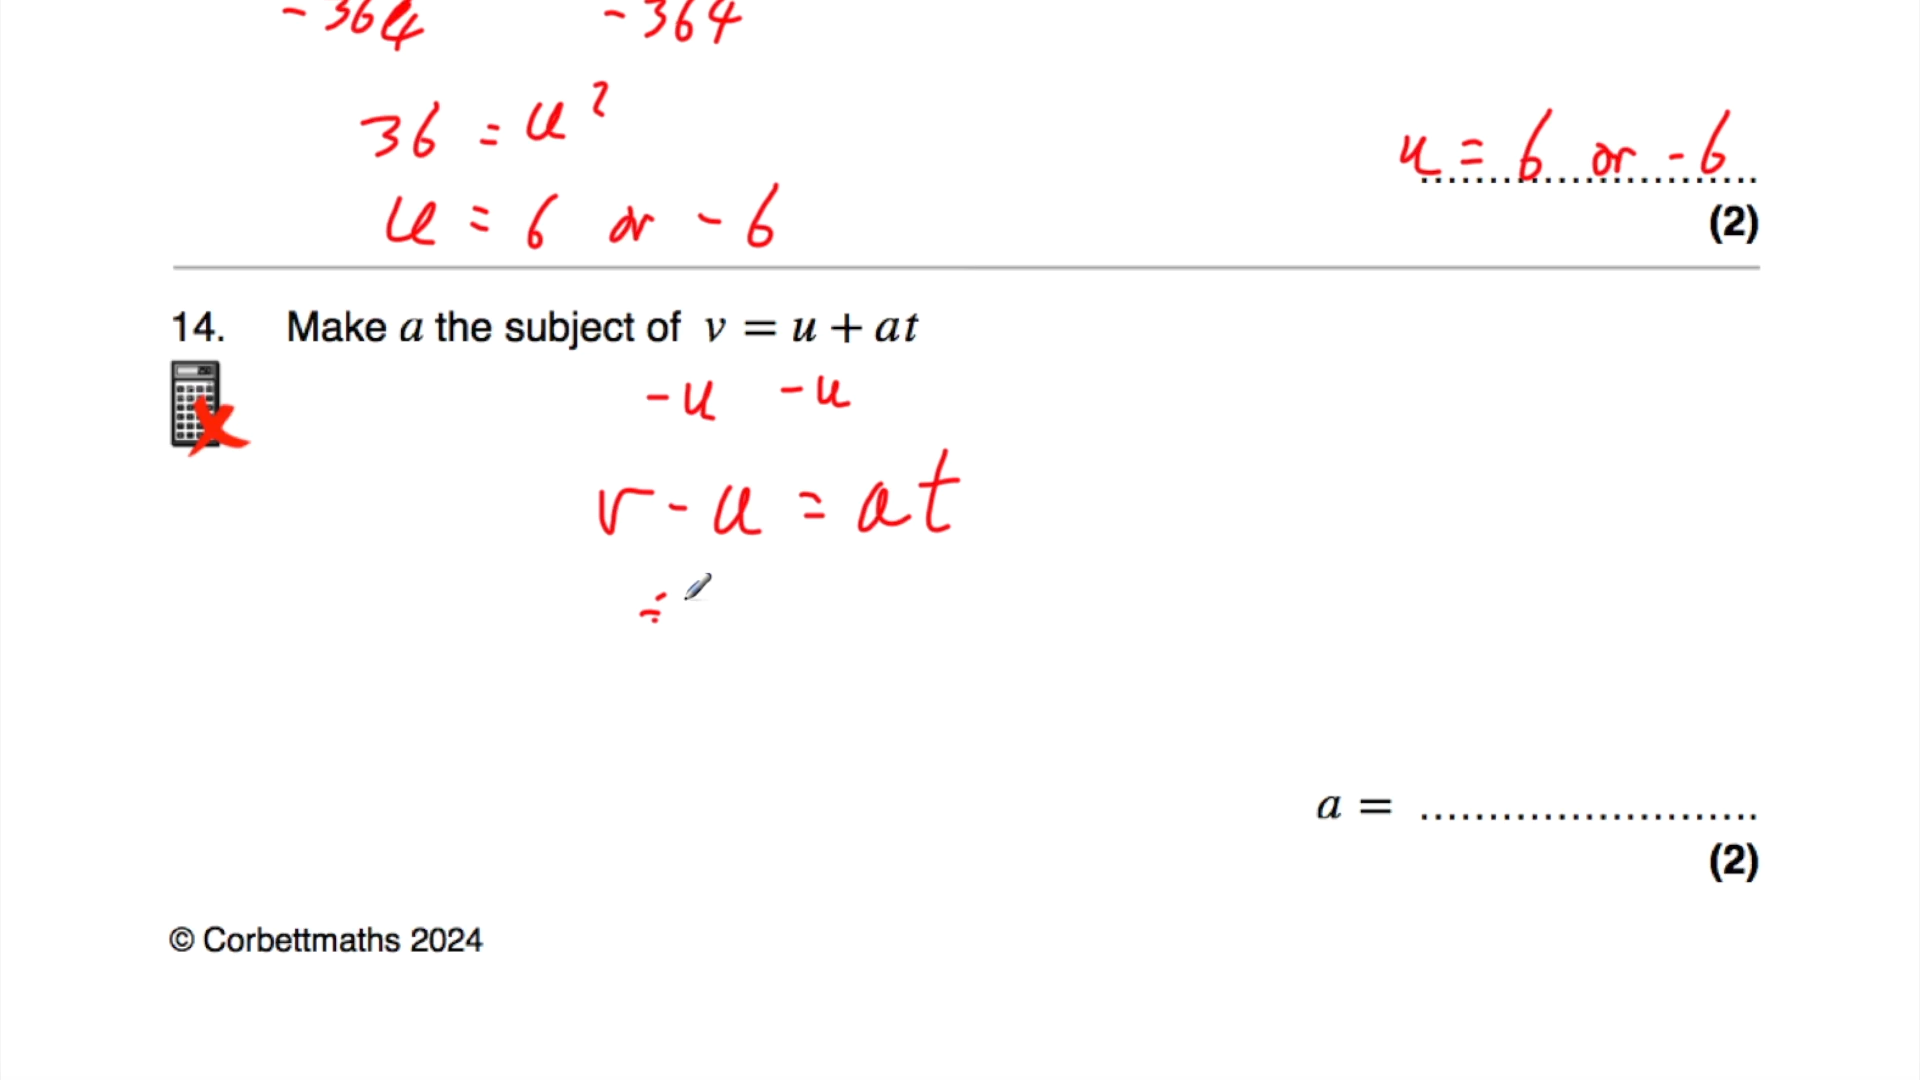 - 364 - 364
36 = u²
u = 6 or - 6
u = 6 or - 6
........................
(2)
14. Make a the subject of v = u + at
- u - u
v - u = at
÷
a = ........................
(2)
© Corbettmaths 2024